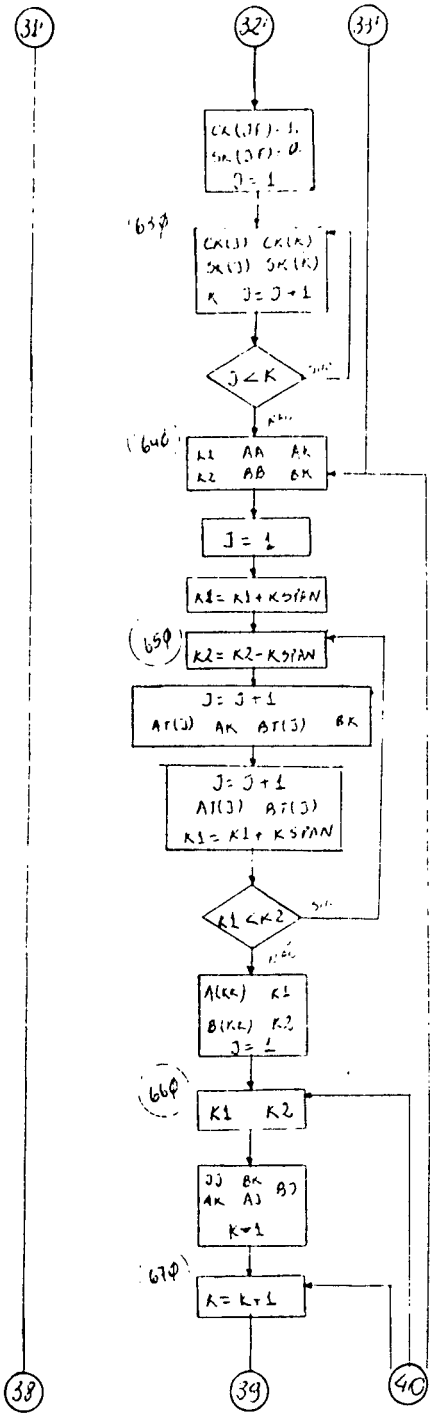 31'
32'
33'
CK(JF)=1.
SK(JF)=0.
J=1
630
CK(J) CK(K)
SK(J) SK(K)
K J=J+1
J<K
NÃO
640
K1 AA AK
K2 BB BK
J=1
K1=K1+KSPAN
650
K2=K2-KSPAN
J=J+1
AT(J) AK BT(J) BK
J=J+1
AT(J) BT(J)
K1=K1+KSPAN
K1<K2
NÃO
A(KK) K1
B(KK) K2
J=1
660
K1 K2
JJ BK BJ
AK AJ
K=1
670
K=K+1
38
39
40